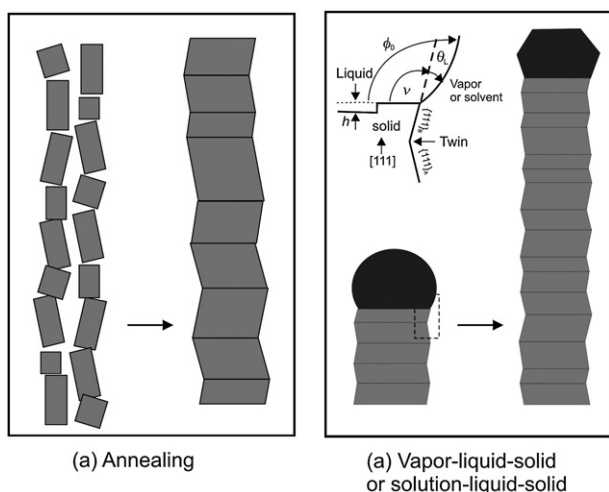 ϕ₀
θL
Liquid
ν
Vapor
or solvent
h
solid
{111}B
[111]
Twin
{111}A
(a) Annealing
(a) Vapor-liquid-solid
or solution-liquid-solid